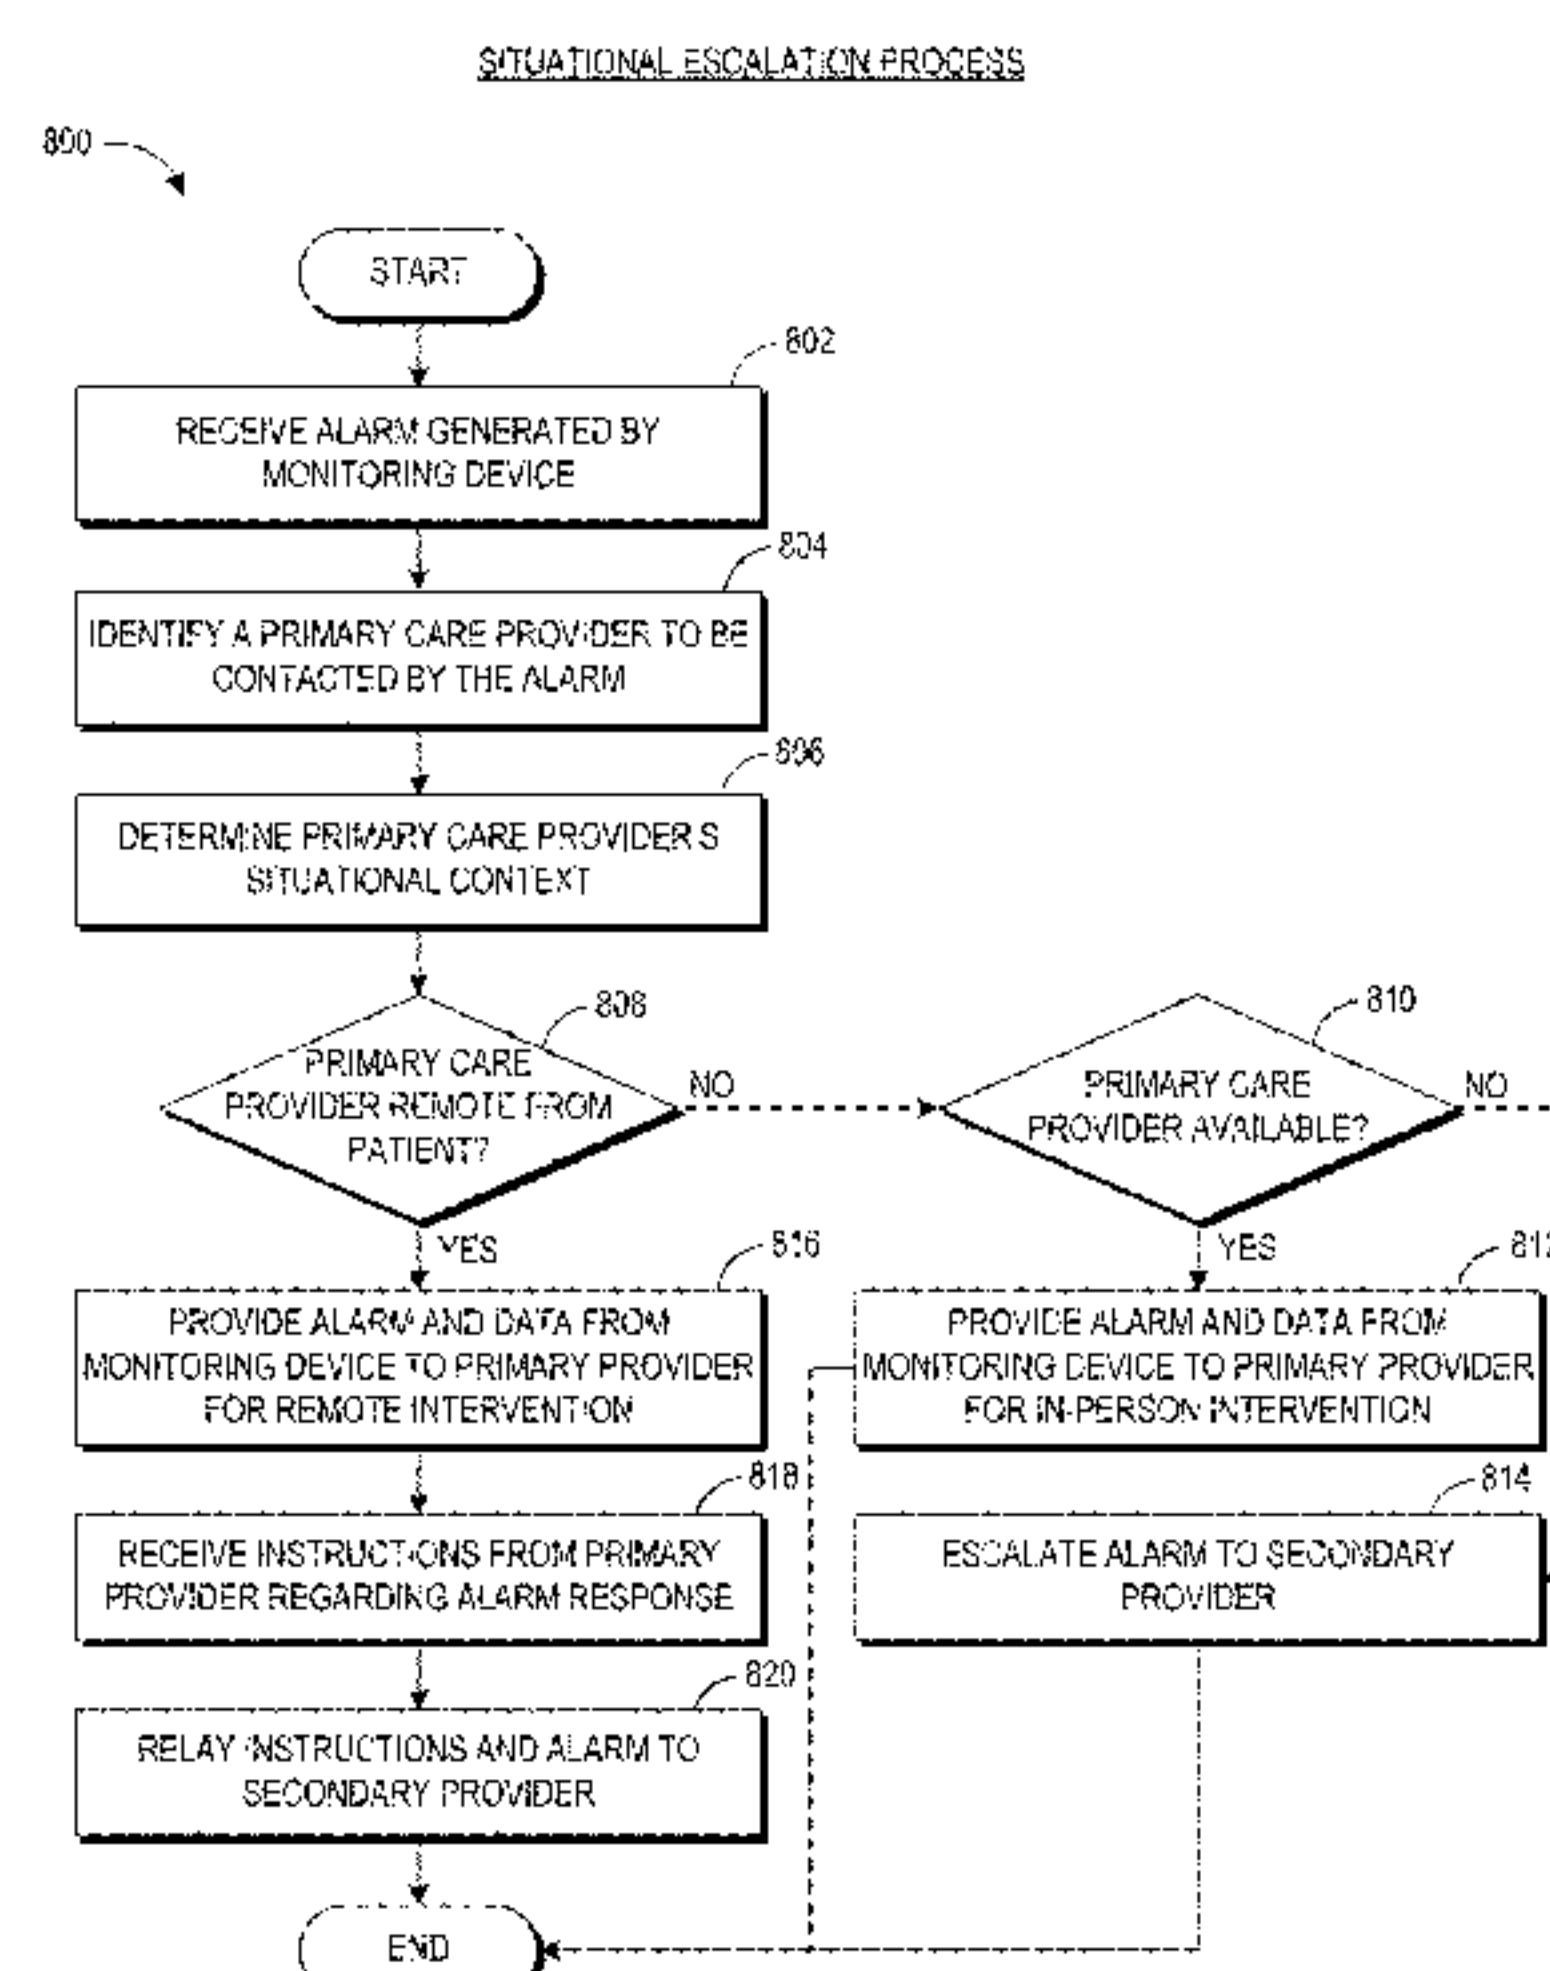 SITUATIONAL ESCALATION PROCESS
800
START
802
RECEIVE ALARM GENERATED BY
MONITORING DEVICE
804
IDENTIFY A PRIMARY CARE PROVIDER TO BE
CONTACTED BY THE ALARM
806
DETERMINE PRIMARY CARE PROVIDER'S
SITUATIONAL CONTEXT
808
PRIMARY CARE
PROVIDER REMOTE FROM
PATIENT?
NO
810
PRIMARY CARE
PROVIDER AVAILABLE?
NO
YES
816
PROVIDE ALARM AND DATA FROM
MONITORING DEVICE TO PRIMARY PROVIDER
FOR REMOTE INTERVENTION
YES
PROVIDE ALARM AND DATA FROM
MONITORING DEVICE TO PRIMARY PROVIDER
FOR IN-PERSON INTERVENTION
818
RECEIVE INSTRUCTIONS FROM PRIMARY
PROVIDER REGARDING ALARM RESPONSE
814
ESCALATE ALARM TO SECONDARY
PROVIDER
820
RELAY INSTRUCTIONS AND ALARM TO
SECONDARY PROVIDER
END